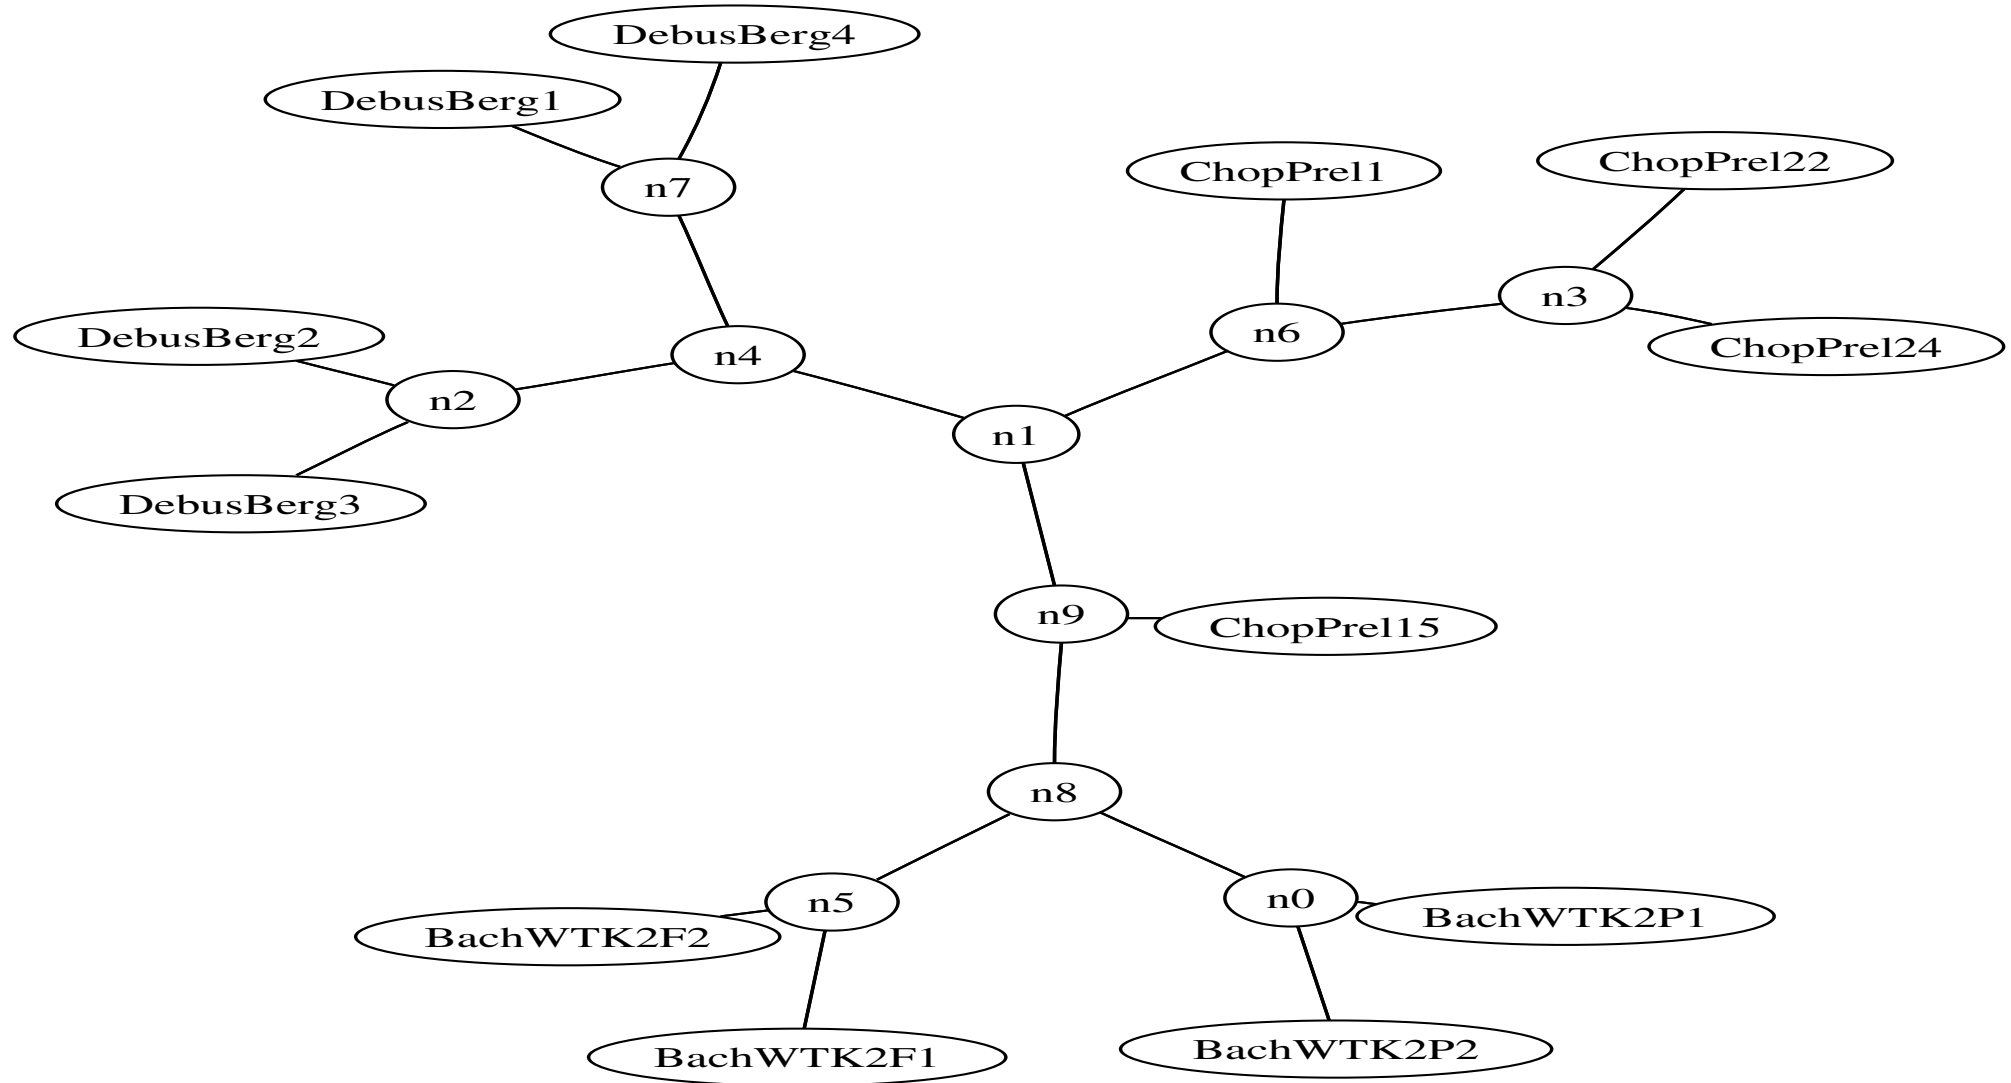 DebusBerg4
DebusBerg1
n7
ChopPrel22
ChopPrel1
n3
n6
DebusBerg2
ChopPrel24
n4
n2
n1
DebusBerg3
n9
ChopPrel15
n8
n5
n0
BachWTK2P1
BachWTK2F2
BachWTK2P2
BachWTK2F1